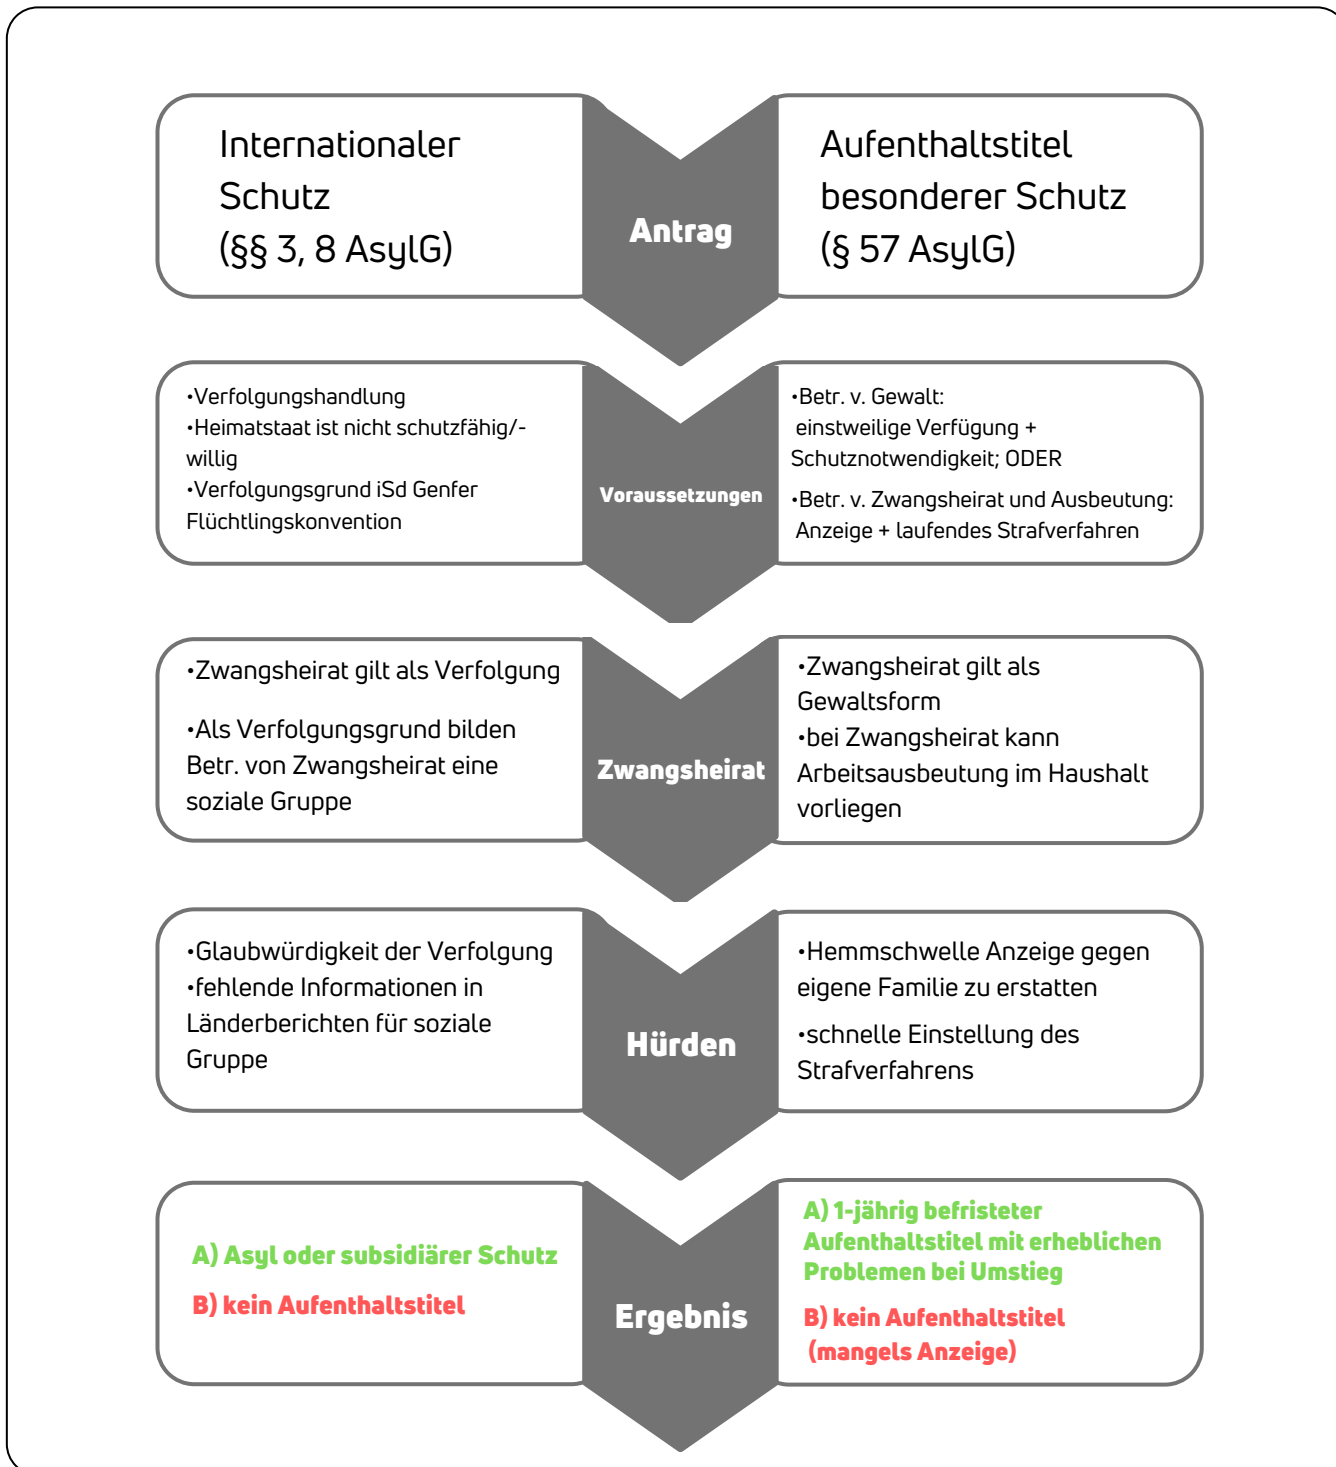 Internationaler
Schutz
(§§ 3, 8 AsylG)
Antrag
Aufenthaltstitel
besonderer Schutz
(§ 57 AsylG)
•Verfolgungshandlung
•Heimatstaat ist nicht schutzfähig/-
willig
•Verfolgungsgrund iSd Genfer
Flüchtlingskonvention
Voraussetzungen
•Betr. v. Gewalt:
einstweilige Verfügung +
Schutznotwendigkeit; ODER
•Betr. v. Zwangsheirat und Ausbeutung:
Anzeige + laufendes Strafverfahren
•Zwangsheirat gilt als Verfolgung
•Als Verfolgungsgrund bilden
Betr. von Zwangsheirat eine
soziale Gruppe
Zwangsheirat
•Zwangsheirat gilt als
Gewaltsform
•bei Zwangsheirat kann
Arbeitsausbeutung im Haushalt
vorliegen
•Glaubwürdigkeit der Verfolgung
•fehlende Informationen in
Länderberichten für soziale
Gruppe
Hürden
•Hemmschwelle Anzeige gegen
eigene Familie zu erstatten
•schnelle Einstellung des
Strafverfahrens
A) Asyl oder subsidiärer Schutz
B) kein Aufenthaltstitel
Ergebnis
A) 1-jährig befristeter
Aufenthaltstitel mit erheblichen
Problemen bei Umstieg
B) kein Aufenthaltstitel
(mangels Anzeige)